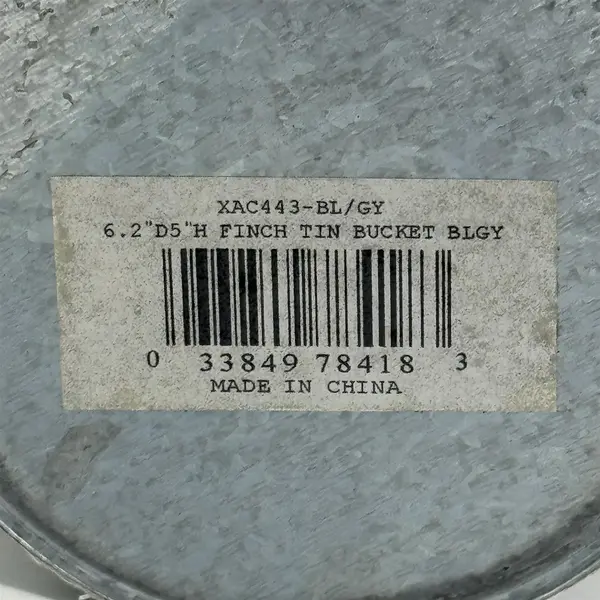 XAC443-BL/GY
6.2"D5"H FINCH TIN BUCKET BLGY
0 33849 78418 3
MADE IN CHINA